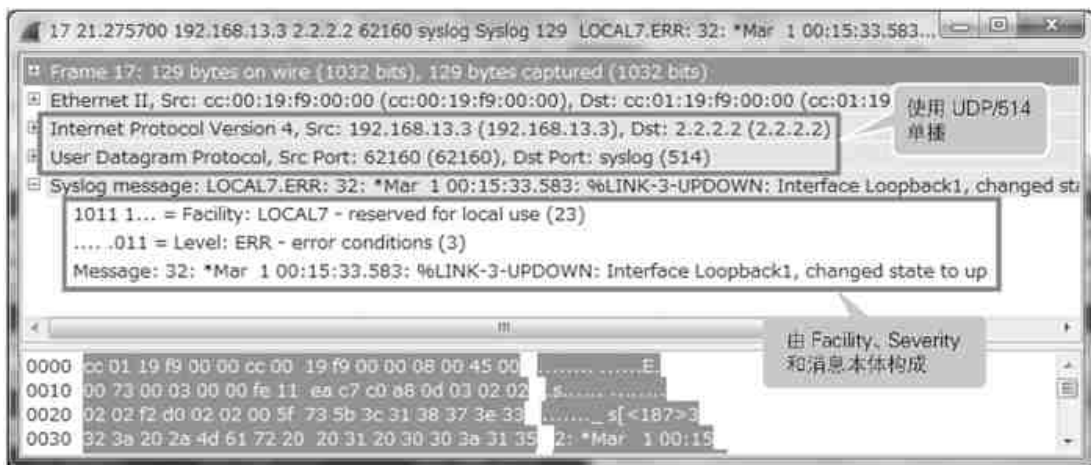 17 21.275700 192.168.13.3 2.2.2.2 62160 syslog Syslog 129 LOCAL7.ERR: 32: *Mar 1 00:15:33.583...
Frame 17: 129 bytes on wire (1032 bits), 129 bytes captured (1032 bits)
Ethernet II, Src: cc:00:19:f9:00:00 (cc:00:19:f9:00:00), Dst: cc:01:19:f9:00:00 (cc:01:19
使用 UDP/514
单播
Internet Protocol Version 4, Src: 192.168.13.3 (192.168.13.3), Dst: 2.2.2.2 (2.2.2.2)
User Datagram Protocol, Src Port: 62160 (62160), Dst Port: syslog (514)
Syslog message: LOCAL7.ERR: 32: *Mar 1 00:15:33.583: %LINK-3-UPDOWN: Interface Loopback1, changed sta
1011 1... = Facility: LOCAL7 - reserved for local use (23)
.... .011 = Level: ERR - error conditions (3)
Message: 32: *Mar 1 00:15:33.583: %LINK-3-UPDOWN: Interface Loopback1, changed state to up
由 Facility、Severity
和消息本体构成
0000 cc 01 19 f9 00 00 cc 00 19 f9 00 00 08 00 45 00 ........ ......E.
0010 00 73 00 03 00 00 fe 11 ea c7 c0 a8 0d 03 02 02 .s...... ........
0020 02 02 f2 d0 02 02 00 5f 73 5b 3c 31 38 37 3e 33 ......._ s[<187>3
0030 32 3a 20 2a 4d 61 72 20 20 31 20 30 30 3a 31 35 2: *Mar 1 00:15